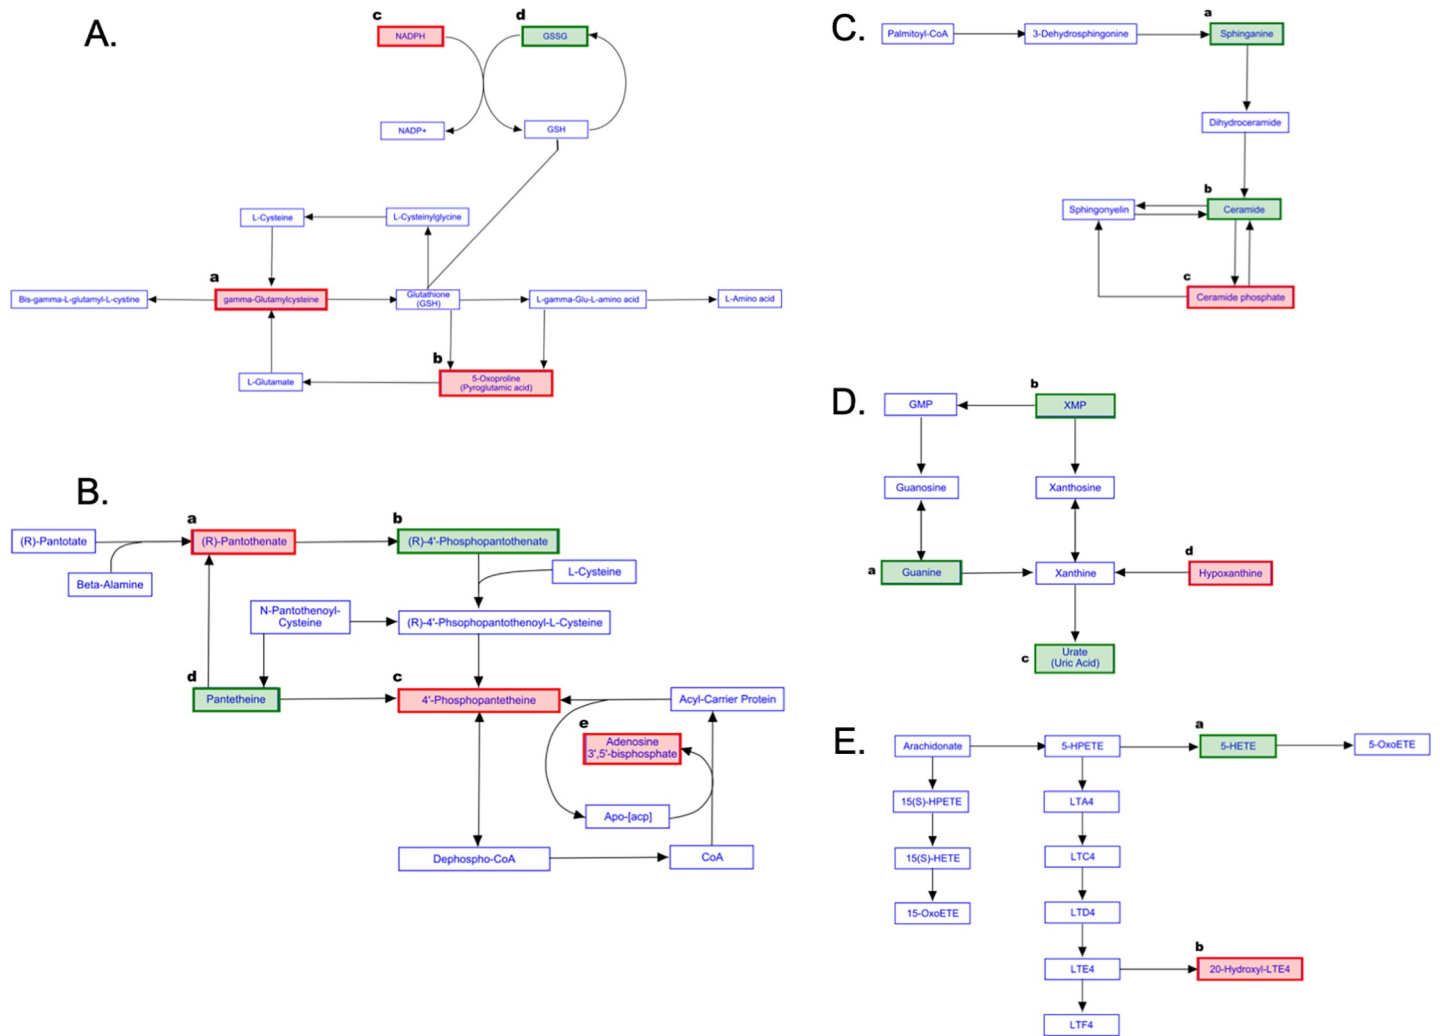 A.
c
NADPH
d
GSSG
NADP+
GSH
L-Cysteine
L-Cysteinylglycine
a
Bis-gamma-L-glutamyl-L-cystine
gamma-Glutamylcysteine
Glutathione
(GSH)
L-gamma-Glu-L-amino acid
L-Amino acid
b
L-Glutamate
5-Oxoproline
(Pyroglutamic acid)
B.
a
b
(R)-Pantotate
(R)-Pantothenate
(R)-4'-Phosphopantothenate
Beta-Alamine
L-Cysteine
N-Pantothenoyl-
Cysteine
(R)-4'-Phsophopantothenoyl-L-Cysteine
d
c
Pantetheine
4'-Phosphopantetheine
Acyl-Carrier Protein
e
Adenosine
3',5'-bisphosphate
Apo-[acp]
Dephospho-CoA
CoA
C.
a
Palmitoyl-CoA
3-Dehydrosphingonine
Sphinganine
Dihydroceramide
b
Sphingonyelin
Ceramide
c
Ceramide phosphate
D.
b
GMP
XMP
Guanosine
Xanthosine
d
a
Guanine
Xanthine
Hypoxanthine
c
Urate
(Uric Acid)
E.
a
Arachidonate
5-HPETE
5-HETE
5-OxoETE
15(S)-HPETE
LTA4
15(S)-HETE
LTC4
15-OxoETE
LTD4
b
LTE4
20-Hydroxyl-LTE4
LTF4